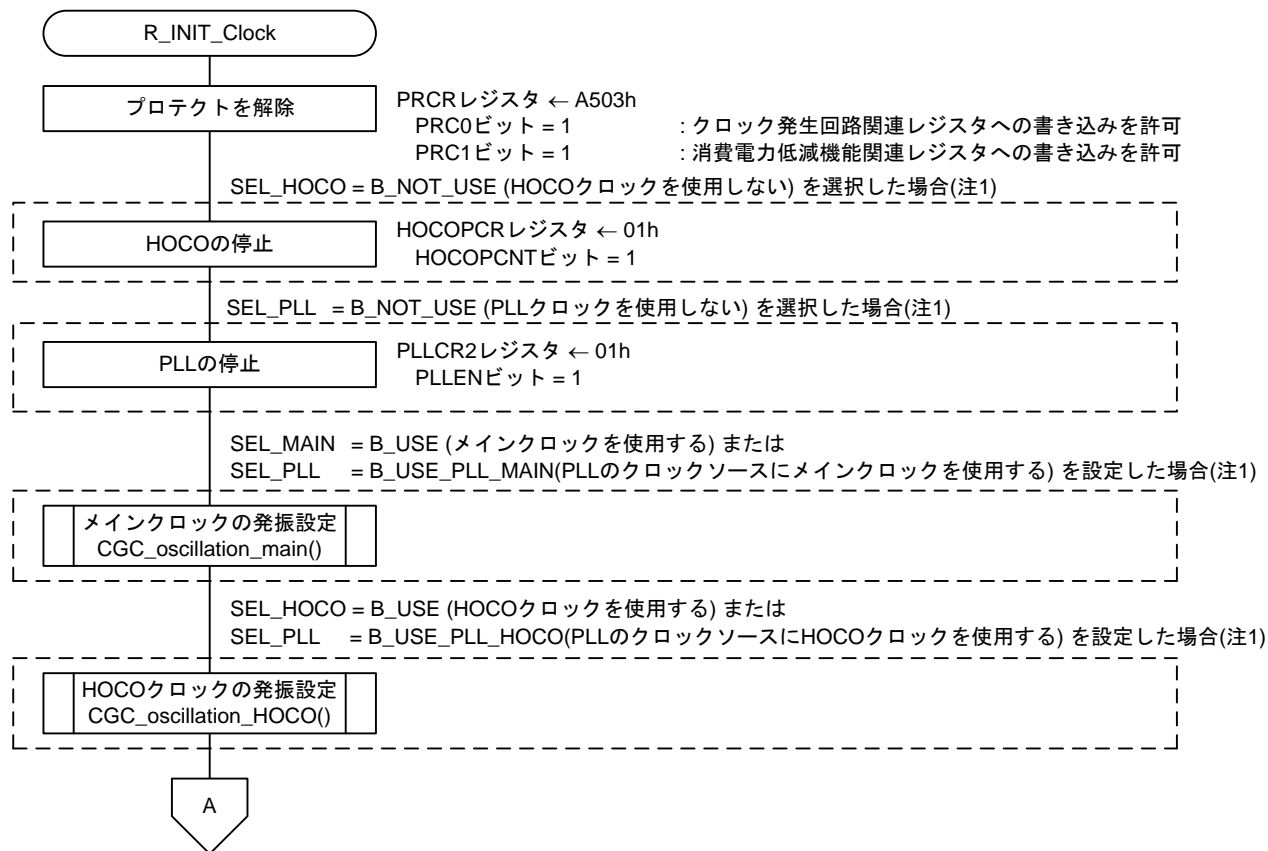 R_INIT_Clock
プロテクトを解除
PRCRレジスタ ← A503h
PRC0ビット = 1 : クロック発生回路関連レジスタへの書き込みを許可
PRC1ビット = 1 : 消費電力低減機能関連レジスタへの書き込みを許可
SEL_HOCO = B_NOT_USE (HOCOクロックを使用しない) を選択した場合(注1)
HOCOの停止
HOCOPCRレジスタ ← 01h
HOCOPCNTビット = 1
SEL_PLL = B_NOT_USE (PLLクロックを使用しない) を選択した場合(注1)
PLLの停止
PLLCR2レジスタ ← 01h
PLLENビット = 1
SEL_MAIN = B_USE (メインクロックを使用する) または
SEL_PLL = B_USE_PLL_MAIN(PLLのクロックソースにメインクロックを使用する) を設定した場合(注1)
メインクロックの発振設定
CGC_oscillation_main()
SEL_HOCO = B_USE (HOCOクロックを使用する) または
SEL_PLL = B_USE_PLL_HOCO(PLLのクロックソースにHOCOクロックを使用する) を設定した場合(注1)
HOCOクロックの発振設定
CGC_oscillation_HOCO()
A